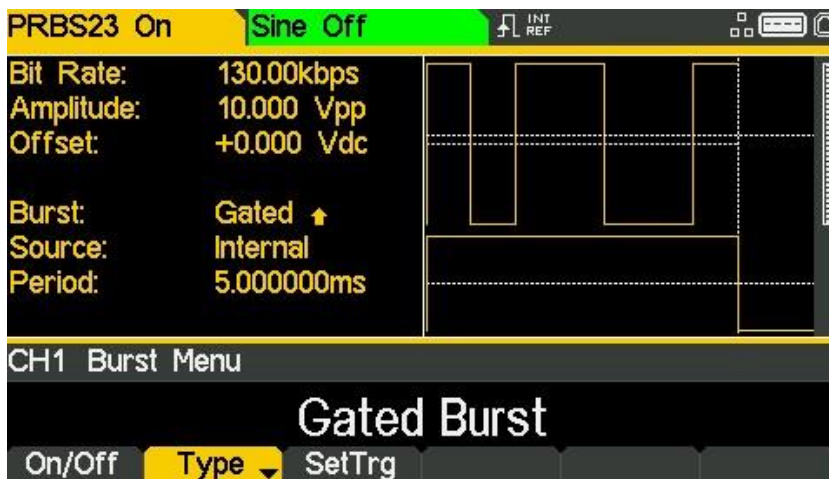 PRBS23 On Sine Off INT REF
Bit Rate: 130.00kbps
Amplitude: 10.000 Vpp
Offset: +0.000 Vdc
Burst: Gated
Source: Internal
Period: 5.000000ms
CH1 Burst Menu
Gated Burst
On/Off Type SetTrg